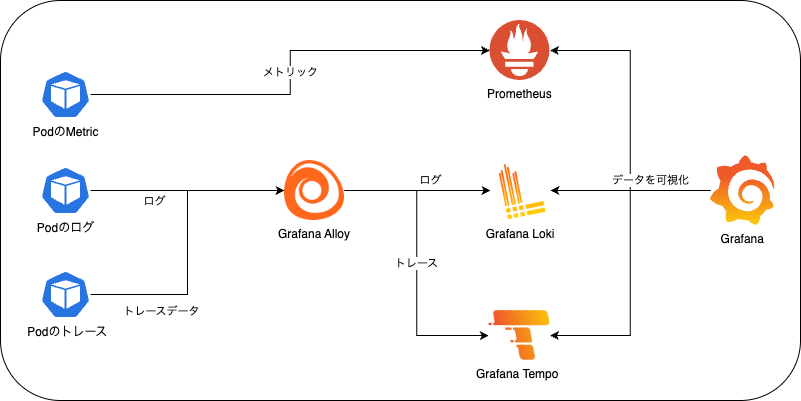 メトリック
Prometheus
PodのMetric
ログ
ログ
データを可視化
Podのログ
Grafana Alloy
Grafana Loki
Grafana
トレース
トレースデータ
Podのトレース
Grafana Tempo